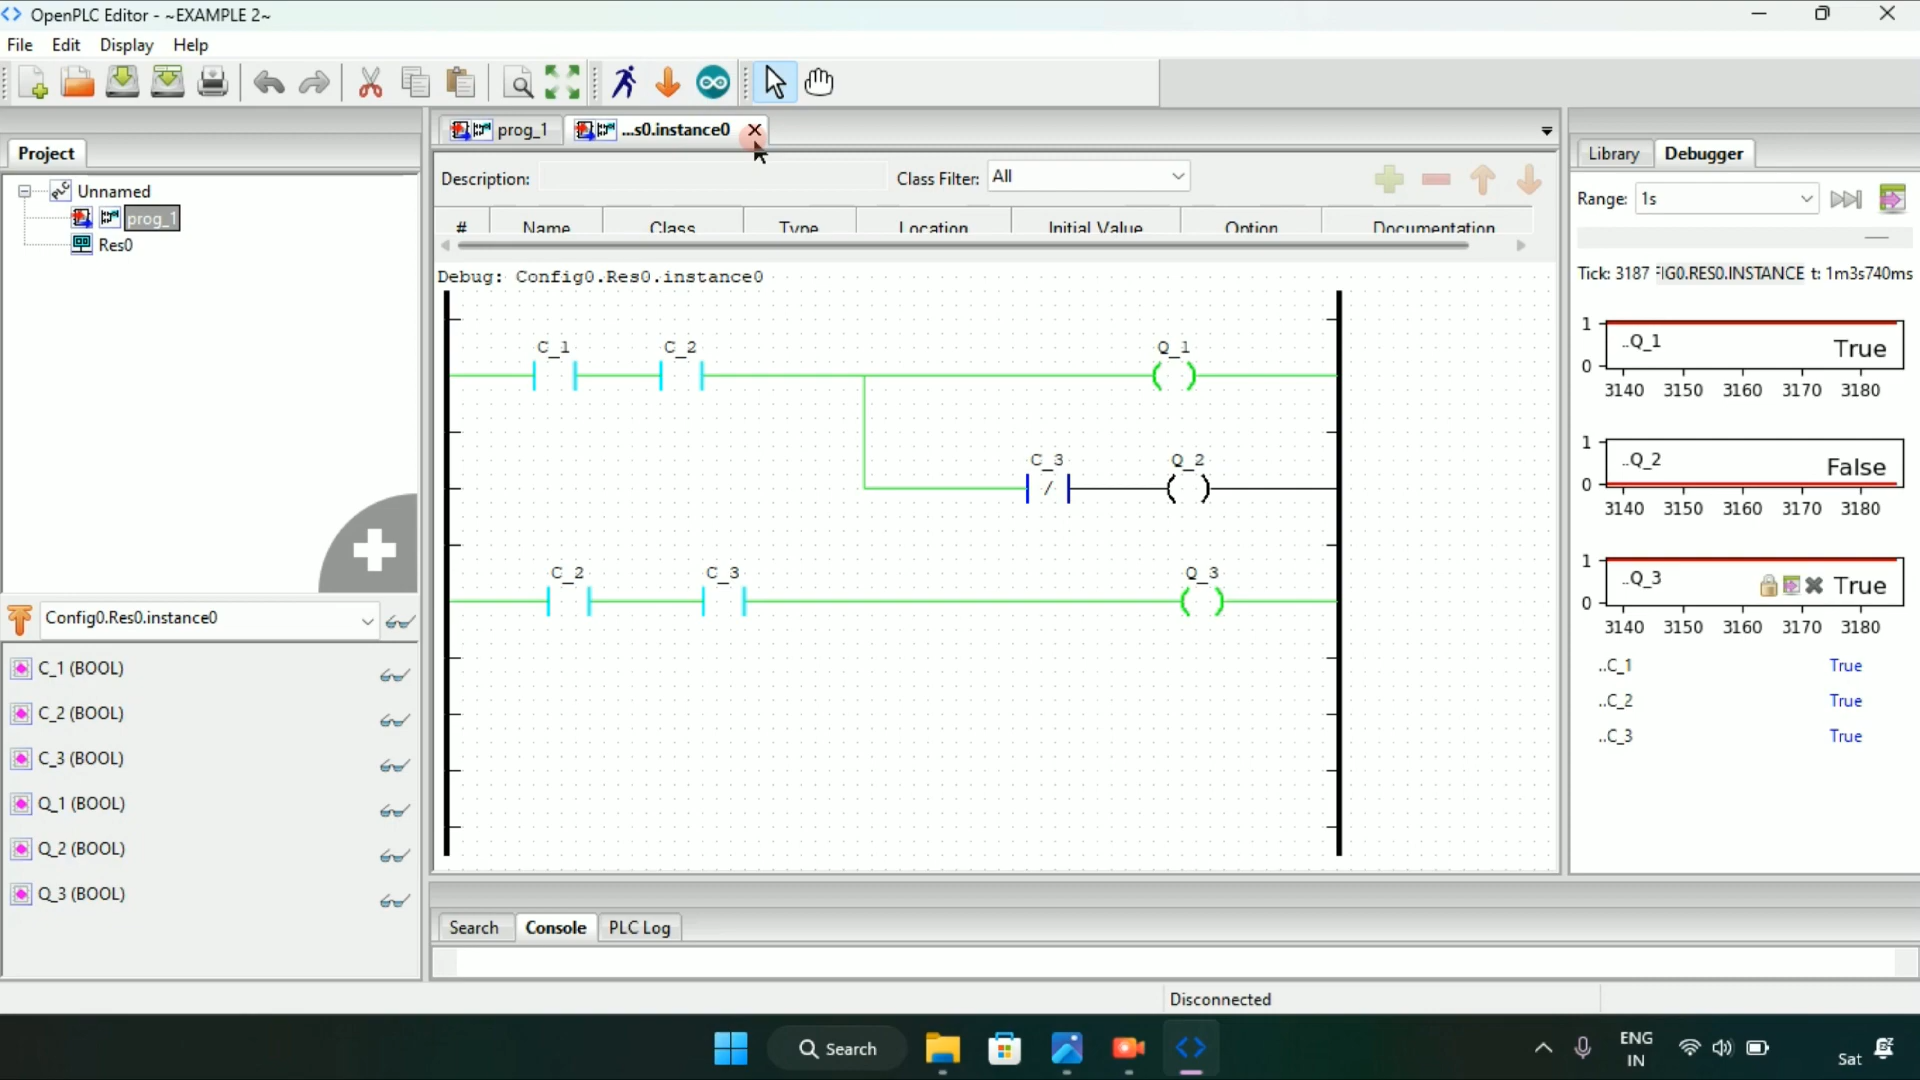 OpenPLC Editor - ~EXAMPLE 2~
File Edit Display Help
Project
prog_1
...s0.instance0
Library Debugger
Description:
Class Filter: All
# Name Class Type Location Initial Value Option Documentation
Range: 1s
Unnamed
prog_1
Res0
Debug: Config0.Res0.instance0
C_1 C_2 Q_1
C_3 Q_2
C_2 C_3 Q_3
Tick: 3187 FIG0.RES0.INSTANCE t: 1m3s740ms
1
..Q_1 True
0
3140 3150 3160 3170 3180
1
..Q_2 False
0
3140 3150 3160 3170 3180
1
..Q_3 True
0
3140 3150 3160 3170 3180
..C_1 True
..C_2 True
..C_3 True
Config0.Res0.instance0
C_1 (BOOL)
C_2 (BOOL)
C_3 (BOOL)
Q_1 (BOOL)
Q_2 (BOOL)
Q_3 (BOOL)
Search Console PLC Log
Disconnected
Search
ENG
IN
Sat